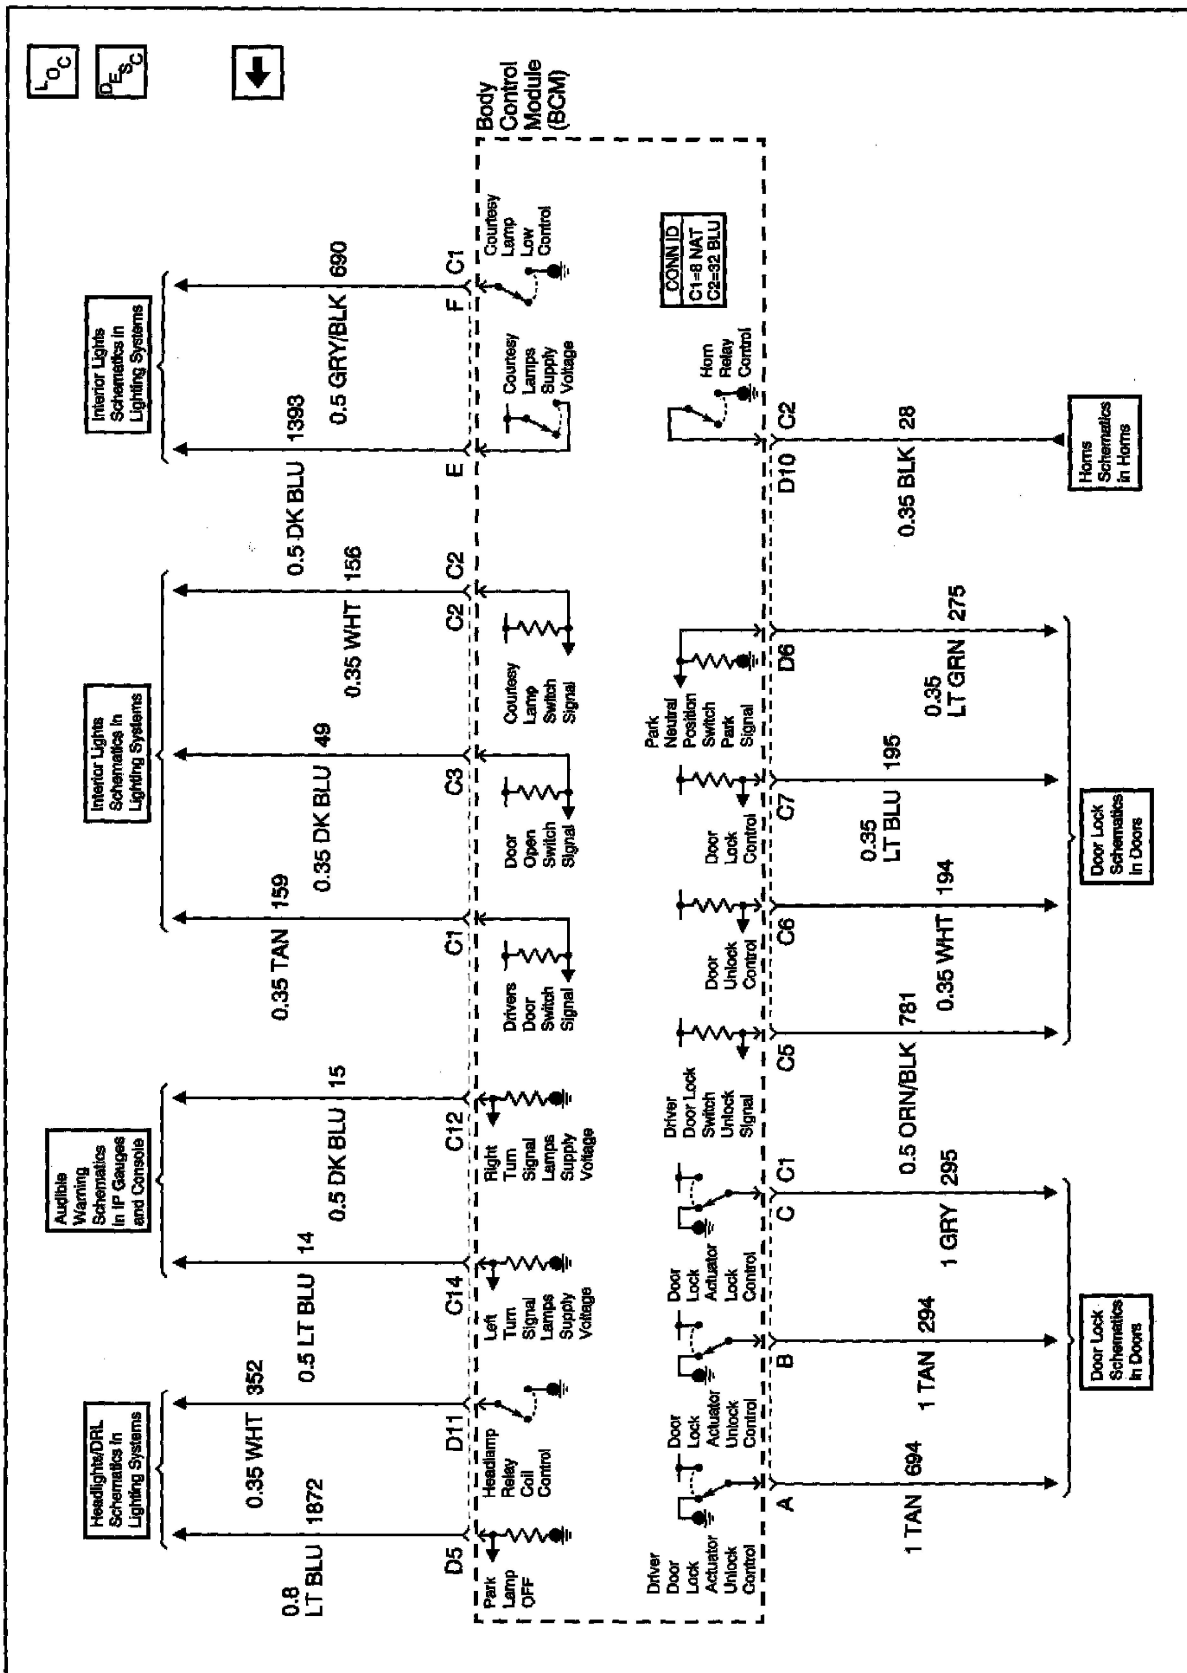 LOC
DESC
Headlights/DRL
Schematics in
Lighting Systems
Audible
Warning
Schematics
in IP Gauges
and Console
Interior Lights
Schematics in
Lighting Systems
Interior Lights
Schematics in
Lighting Systems
0.8
LT BLU 1872
0.35 WHT 352
0.5 LT BLU 14
0.5 DK BLU 15
0.35 TAN 159
0.35 DK BLU 49
0.35 WHT 156
0.5 DK BLU 1393
0.5 GRY/BLK 690
D5
D11
C14
C12
C1
C3
C2
C2
E
F
C1
Body
Control
Module
(BCM)
Park
Lamp
OFF
Headlamp
Relay
Coil
Control
Left
Turn
Signal
Lamps
Supply
Voltage
Right
Turn
Signal
Lamps
Supply
Voltage
Drivers
Door
Switch
Signal
Door
Open
Switch
Signal
Courtesy
Lamp
Switch
Signal
Courtesy
Lamps
Supply
Voltage
Courtesy
Lamp
Low
Control
Driver
Door
Lock
Actuator
Unlock
Control
Door
Lock
Actuator
Unlock
Control
Door
Lock
Actuator
Lock
Control
Driver
Door Lock
Switch
Unlock
Signal
Door
Unlock
Control
Door
Lock
Control
Park
Neutral
Position
Switch
Park
Signal
Horn
Relay
Control
CONN ID
C1=8 NAT
C2=32 BLU
A
B
C
C1
C5
C6
C7
D6
D10
C2
1 TAN 694
1 TAN 294
1 GRY 295
0.5 ORN/BLK 781
0.35 WHT 194
0.35
LT BLU 195
0.35
LT GRN 275
0.35 BLK 28
Door Lock
Schematics
in Doors
Door Lock
Schematics
in Doors
Horns
Schematics
in Horns